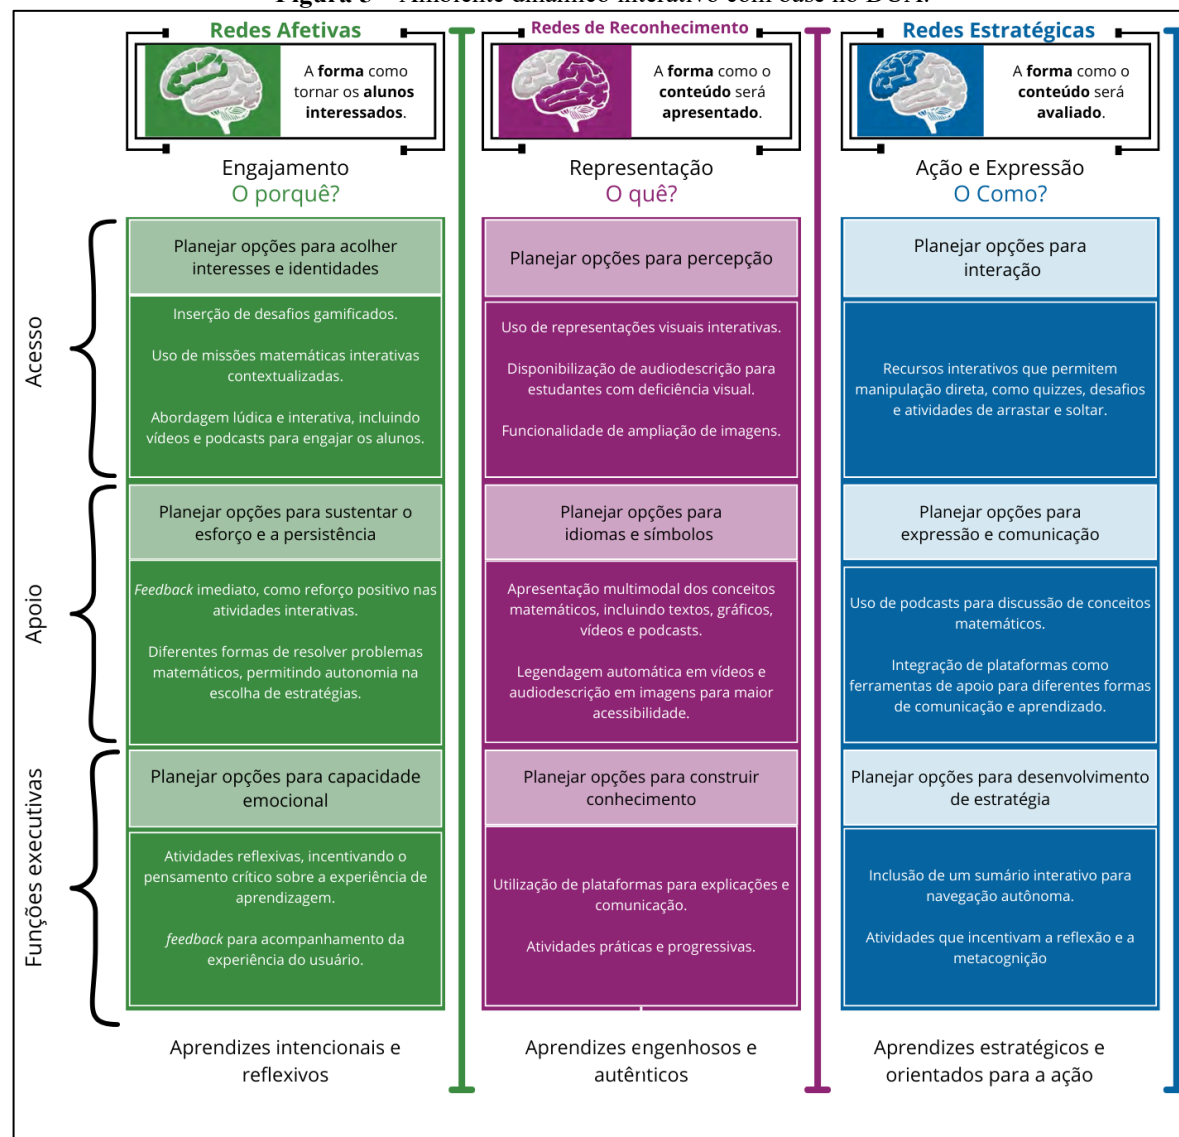 Figura 3 – Ambiente dinâmico interativo com base no DUA.
Redes Afetivas
A forma como
tornar os alunos
interessados.
Engajamento
O porquê?
Redes de Reconhecimento
A forma como o
conteúdo será
apresentado.
Representação
O quê?
Redes Estratégicas
A forma como o
conteúdo será
avaliado.
Ação e Expressão
O Como?
Acesso
Planejar opções para acolher
interesses e identidades
Inserção de desafios gamificados.
Uso de missões matemáticas interativas
contextualizadas.
Abordagem lúdica e interativa, incluindo
vídeos e podcasts para engajar os alunos.
Planejar opções para percepção
Uso de representações visuais interativas.
Disponibilização de audiodescrição para
estudantes com deficiência visual.
Funcionalidade de ampliação de imagens.
Planejar opções para
interação
Recursos interativos que permitem
manipulação direta, como quizzes, desafios
e atividades de arrastar e soltar.
Apoio
Planejar opções para sustentar o
esforço e a persistência
Feedback imediato, como reforço positivo nas
atividades interativas.
Diferentes formas de resolver problemas
matemáticos, permitindo autonomia na
escolha de estratégias.
Planejar opções para
idiomas e símbolos
Apresentação multimodal dos conceitos
matemáticos, incluindo textos, gráficos,
vídeos e podcasts.
Legendagem automática em vídeos e
audiodescrição em imagens para maior
acessibilidade.
Planejar opções para
expressão e comunicação
Uso de podcasts para discussão de conceitos
matemáticos.
Integração de plataformas como
ferramentas de apoio para diferentes formas
de comunicação e aprendizado.
Funções executivas
Planejar opções para capacidade
emocional
Atividades reflexivas, incentivando o
pensamento crítico sobre a experiência de
aprendizagem.
feedback para acompanhamento da
experiência do usuário.
Planejar opções para construir
conhecimento
Utilização de plataformas para explicações e
comunicação.
Atividades práticas e progressivas.
Planejar opções para desenvolvimento
de estratégia
Inclusão de um sumário interativo para
navegação autônoma.
Atividades que incentivam a reflexão e a
metacognição
Aprendizes intencionais e
reflexivos
Aprendizes engenhosos e
autênticos
Aprendizes estratégicos e
orientados para a ação